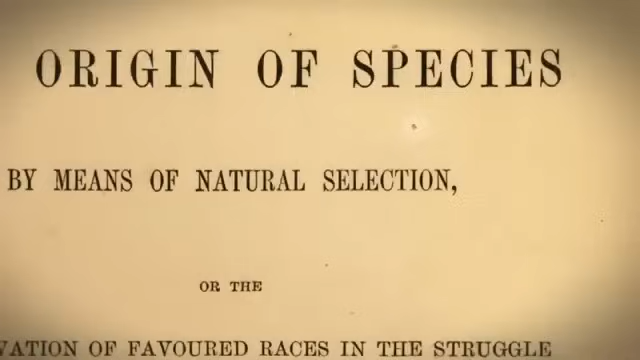 ORIGIN OF SPECIES
BY MEANS OF NATURAL SELECTION,
OR THE
VATION OF FAVOURED RACES IN THE STRUGGLE